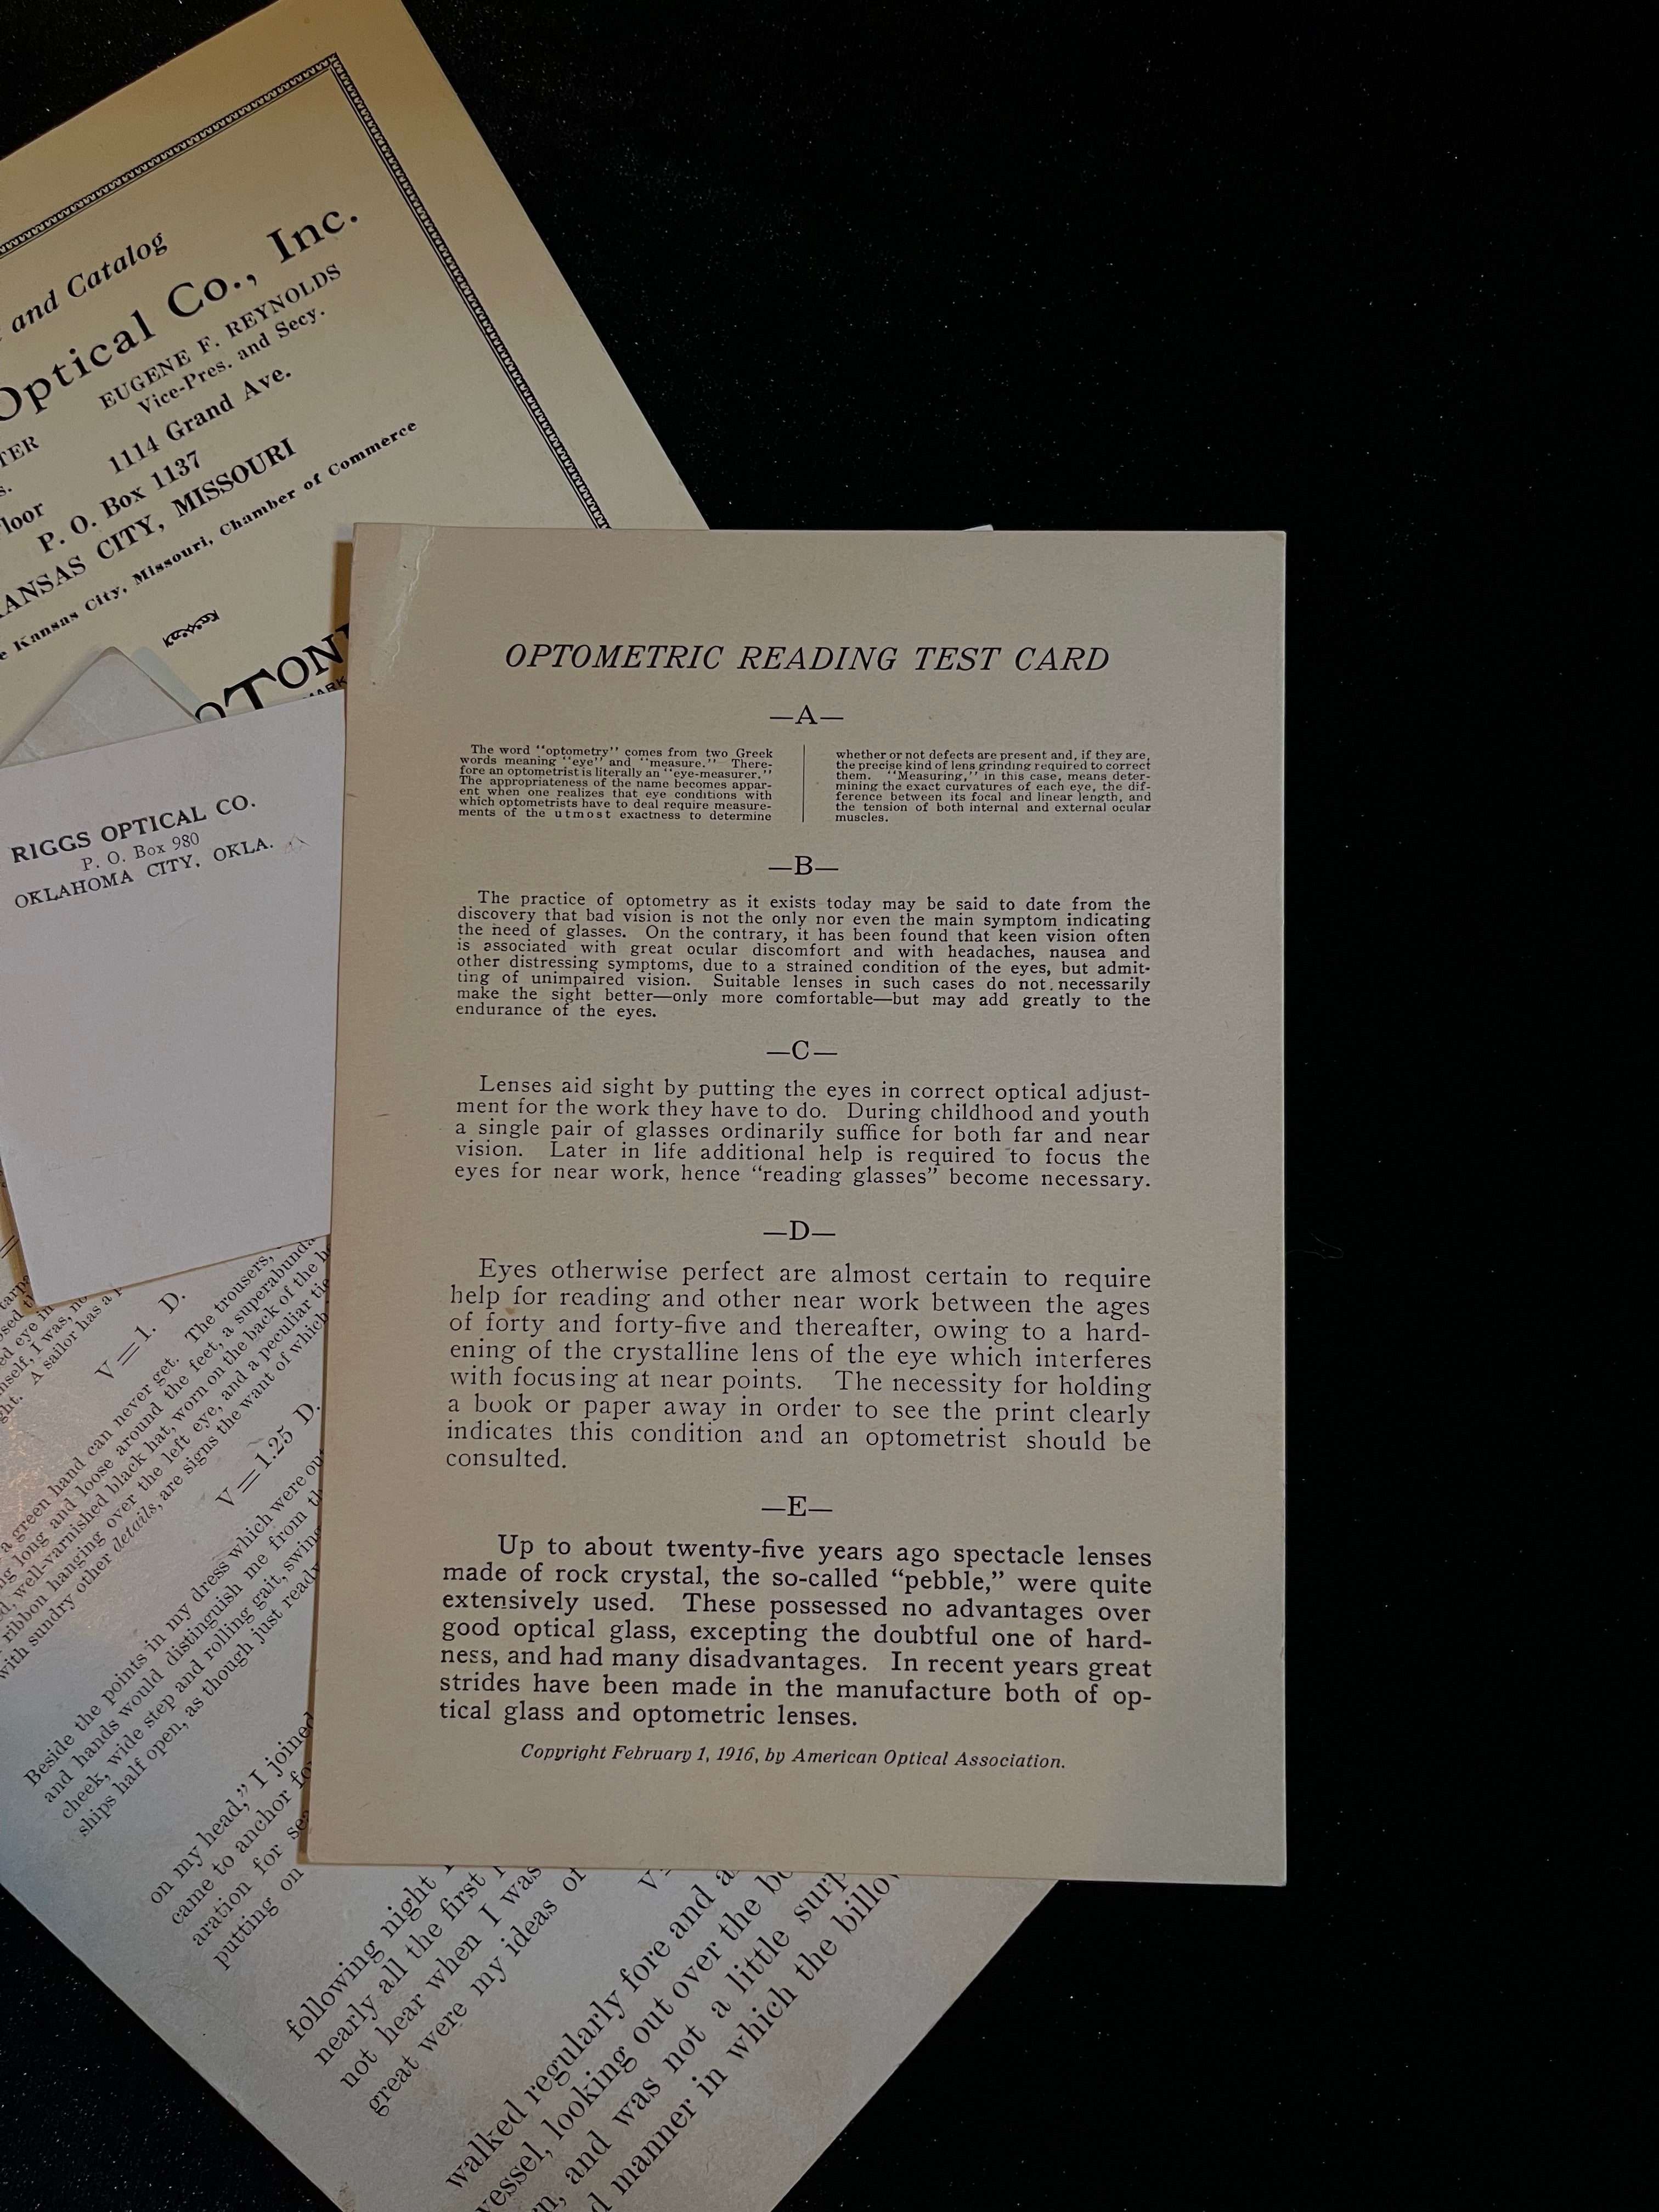 and Catalog
Optical Co., Inc.
EUGENE F. REYNOLDS
Vice-Pres. and Secy.
1114 Grand Ave.
P. O. Box 1137
KANSAS CITY, MISSOURI
Kansas City, Missouri, Chamber of Commerce
RIGGS OPTICAL CO.
P. O. Box 980
OKLAHOMA CITY, OKLA.
OPTOMETRIC READING TEST CARD
—A—
The word "optometry" comes from two Greek
words meaning "eye" and "measure." There-
fore an optometrist is literally an "eye-measurer."
The appropriateness of the name becomes appar-
ent when one realizes that eye conditions with
which optometrists have to deal require measure-
ments of the utmost exactness to determine
whether or not defects are present and, if they are,
the precise kind of lens grinding required to correct
them. "Measuring," in this case, means deter-
mining the exact curvatures of each eye, the dif-
ference between its focal and linear length, and
the tension of both internal and external ocular
muscles.
—B—
The practice of optometry as it exists today may be said to date from the
discovery that bad vision is not the only nor even the main symptom indicating
the need of glasses. On the contrary, it has been found that keen vision often
is associated with great ocular discomfort and with headaches, nausea and
other distressing symptoms, due to a strained condition of the eyes, but admit-
ting of unimpaired vision. Suitable lenses in such cases do not necessarily
make the sight better—only more comfortable—but may add greatly to the
endurance of the eyes.
—C—
Lenses aid sight by putting the eyes in correct optical adjust-
ment for the work they have to do. During childhood and youth
a single pair of glasses ordinarily suffice for both far and near
vision. Later in life additional help is required to focus the
eyes for near work, hence "reading glasses" become necessary.
—D—
Eyes otherwise perfect are almost certain to require
help for reading and other near work between the ages
of forty and forty-five and thereafter, owing to a hard-
ening of the crystalline lens of the eye which interferes
with focusing at near points. The necessity for holding
a book or paper away in order to see the print clearly
indicates this condition and an optometrist should be
consulted.
—E—
Up to about twenty-five years ago spectacle lenses
made of rock crystal, the so-called "pebble," were quite
extensively used. These possessed no advantages over
good optical glass, excepting the doubtful one of hard-
ness, and had many disadvantages. In recent years great
strides have been made in the manufacture both of op-
tical glass and optometric lenses.
Copyright February 1, 1916, by American Optical Association.
A sailor has a
V=1. D.
a green hand can never get. The trousers,
long and loose around the feet, a superabunda
well-varnished black hat, worn on the back of the
ribbon hanging over the left eye, and a peculiar tie
with sundry other details, are signs the want of which
V=1.25 D.
Beside the points in my dress which were out
and hands would distinguish me from th
cheek, wide step and rolling gait, swing
ships half open, as though just ready
on my head," I joined
came to anchor fo
aration for sea
putting on
following night
nearly all the first
not hear when I was
great were my ideas of
walked regularly fore and a
vessel, looking out over the bo
and was not a little surp
manner in which the billow